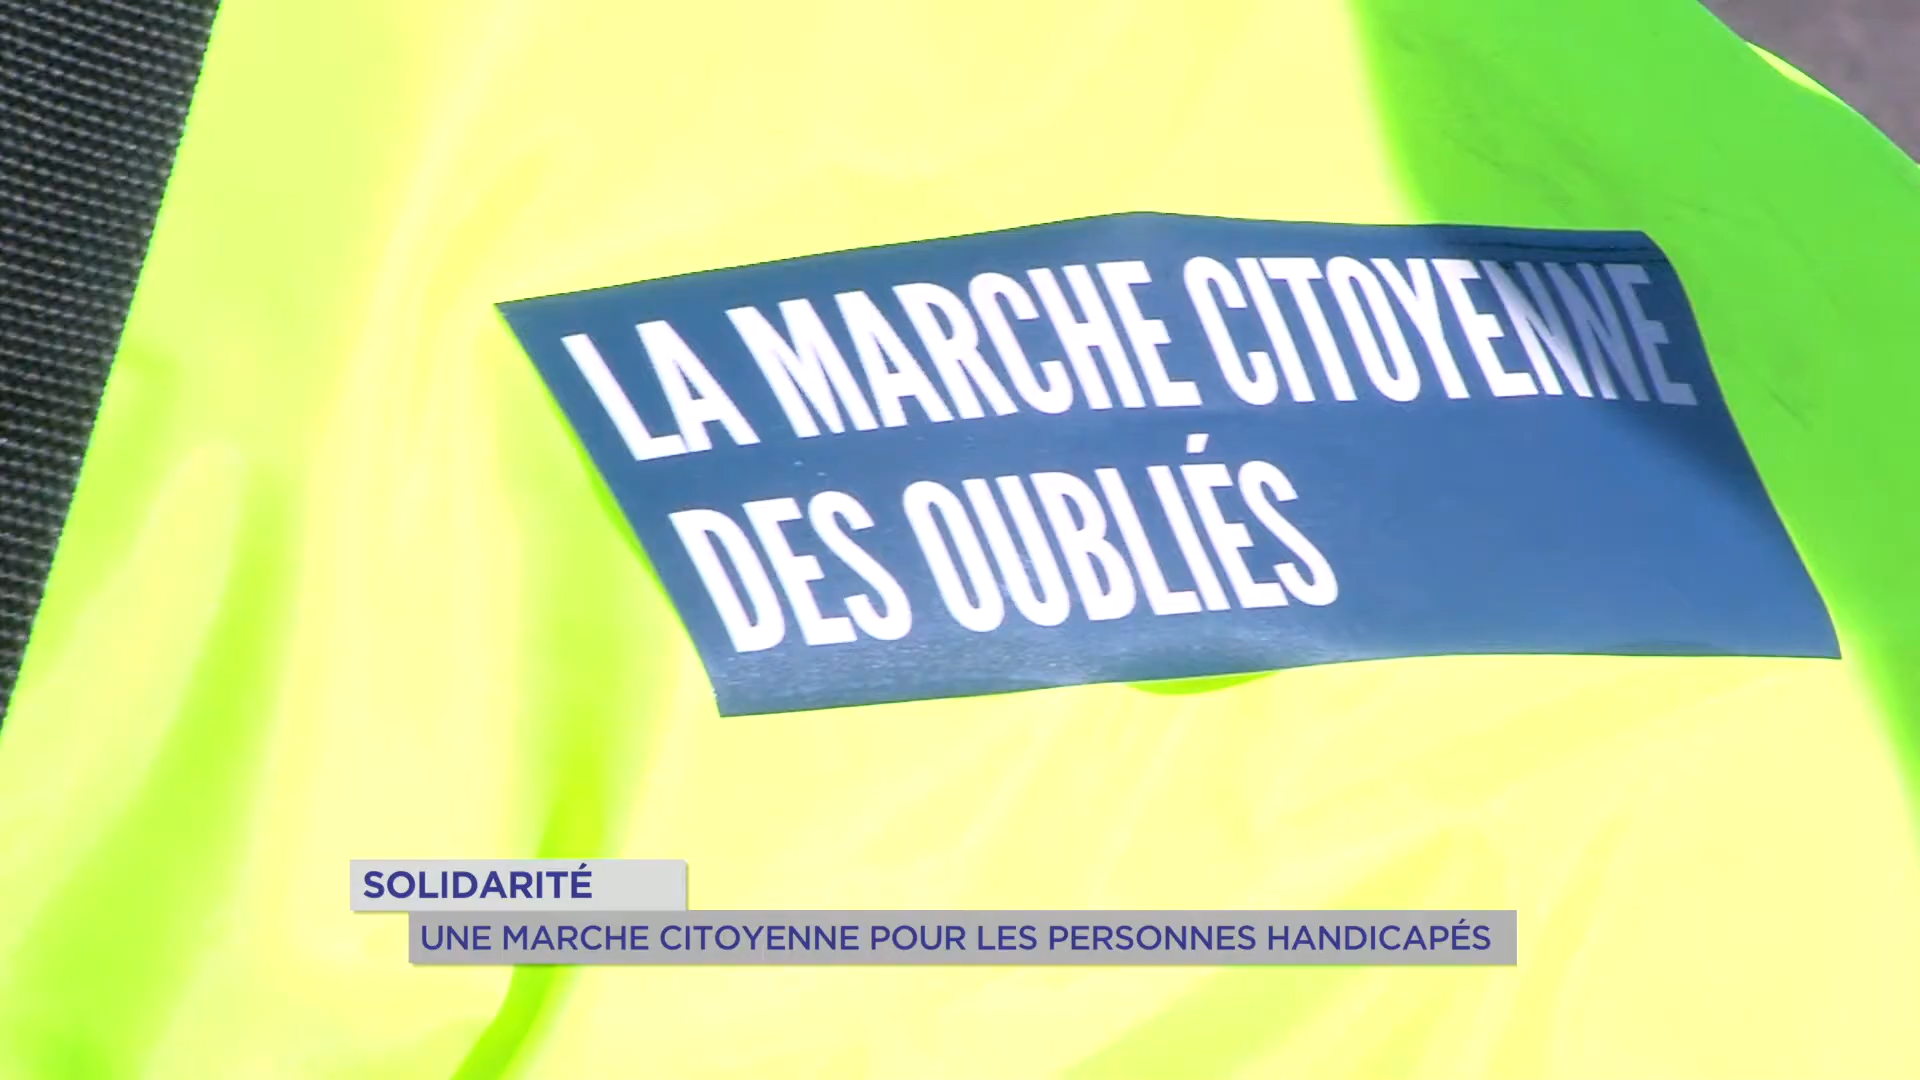 LA MARCHE CITOYENNE
DES OUBLIÉS
SOLIDARITÉ
UNE MARCHE CITOYENNE POUR LES PERSONNES HANDICAPÉS